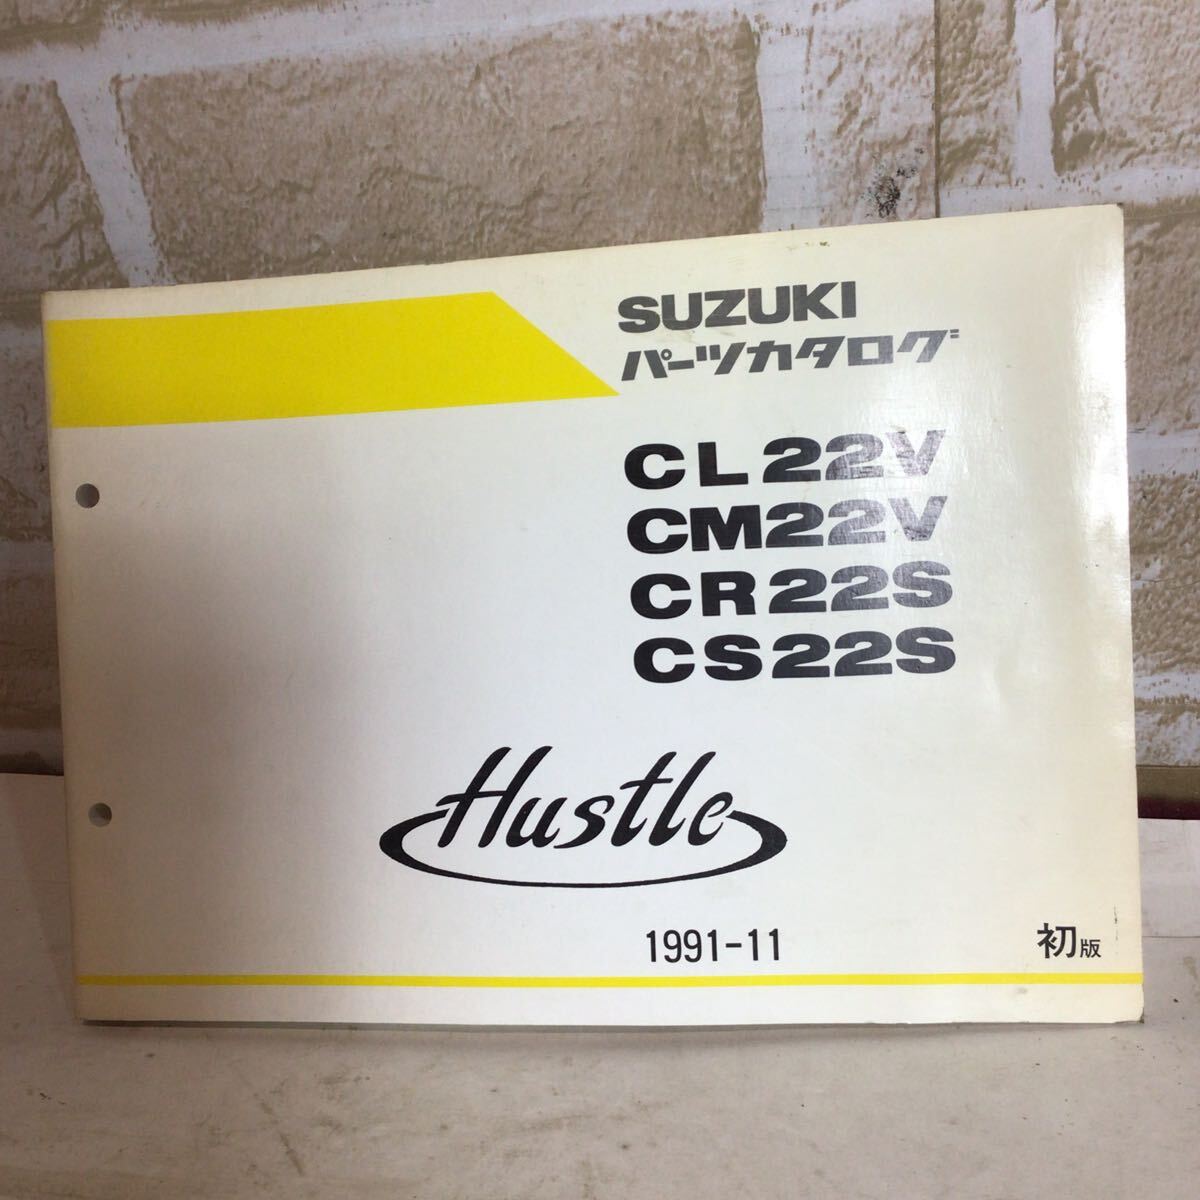 SUZUKI
パーツカタログ
CL22V
CM22V
CR22S
CS22S
Hustle
1991-11
初版